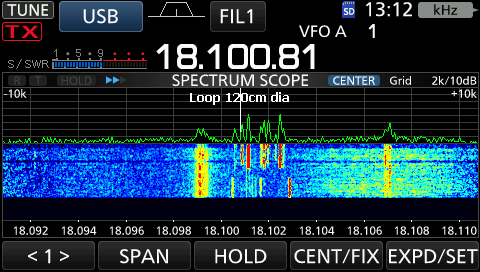 TUNE USB FIL1 SD 13:12 kHz
TX VFO A 1
1 5 9
S/SWR 18.100.81
R T HOLD SPECTRUM SCOPE CENTER Grid 2k/10dB
-10k Loop 120cm dia +10k
18.092 18.094 18.096 18.098 18.100 18.102 18.104 18.106 18.108 18.110
< 1 > SPAN HOLD CENT/FIX EXPD/SET